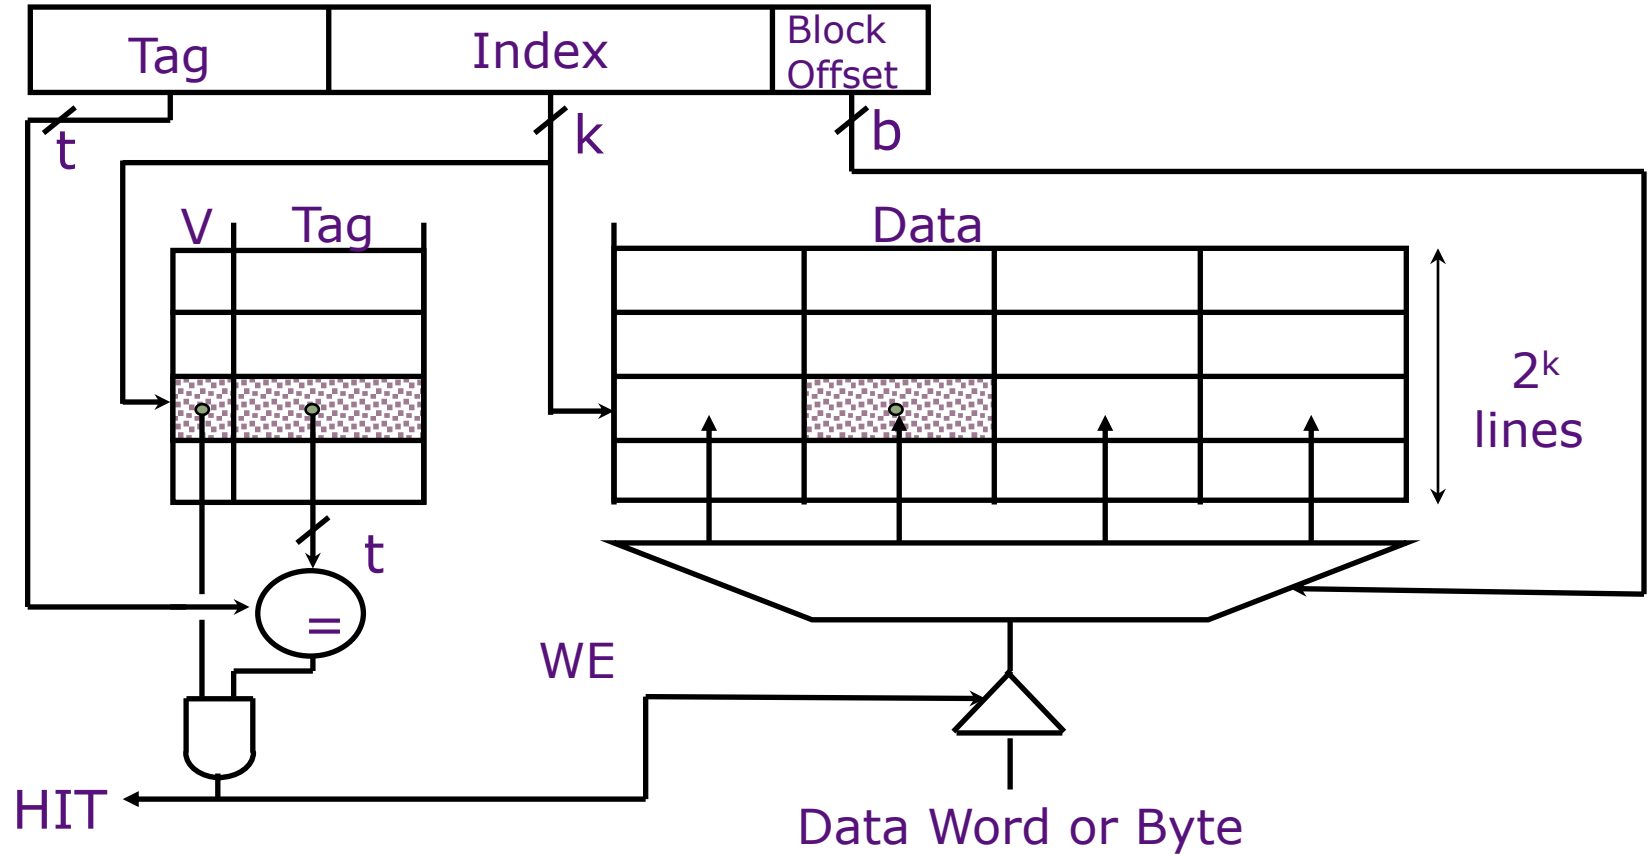 Tag
Index
Block
Offset
t
k
b
V
Tag
Data
2ᵏ
lines
t
=
WE
HIT
Data Word or Byte